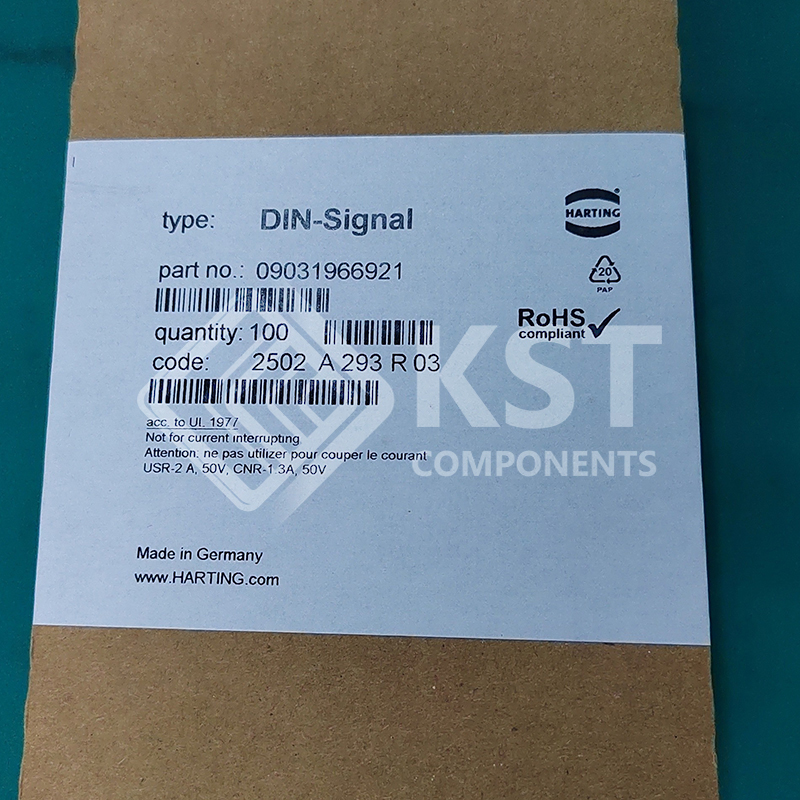 type: DIN-Signal
HARTING
part no.: 09031966921
20
PAP
quantity: 100
RoHS
compliant
code: 2502 A 293 R 03
KST
COMPONENTS
acc. to UI. 1977
Not for current interrupting
Attention: ne pas utilizer pour couper le courant
USR-2 A, 50V, CNR-1.3A, 50V
Made in Germany
www.HARTING.com